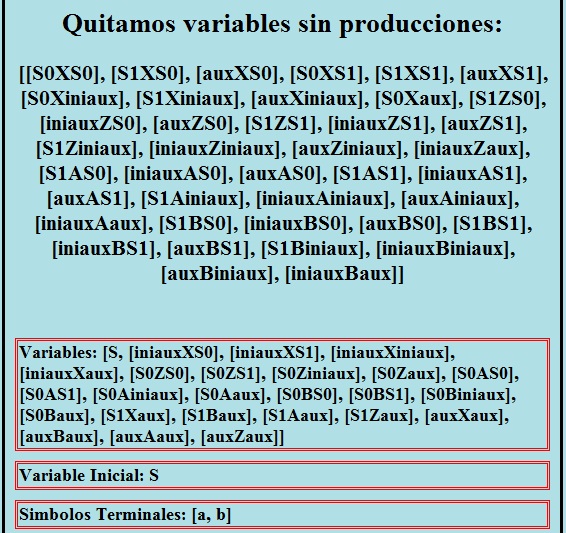 Quitamos variables sin producciones:
[[S0XS0], [S1XS0], [auxXS0], [S0XS1], [S1XS1], [auxXS1],
[S0Xiniaux], [S1Xiniaux], [auxXiniaux], [S0Xaux], [S1ZS0],
[iniauxZS0], [auxZS0], [S1ZS1], [iniauxZS1], [auxZS1],
[S1Ziniaux], [iniauxZiniaux], [auxZiniaux], [iniauxZaux],
[S1AS0], [iniauxAS0], [auxAS0], [S1AS1], [iniauxAS1],
[auxAS1], [S1Ainiaux], [iniauxAiniaux], [auxAiniaux],
[iniauxAaux], [S1BS0], [iniauxBS0], [auxBS0], [S1BS1],
[iniauxBS1], [auxBS1], [S1Biniaux], [iniauxBiniaux],
[auxBiniaux], [iniauxBaux]]
Variables: [S, [iniauxXS0], [iniauxXS1], [iniauxXiniaux],
[iniauxXaux], [S0ZS0], [S0ZS1], [S0Ziniaux], [S0Zaux], [S0AS0],
[S0AS1], [S0Ainiaux], [S0Aaux], [S0BS0], [S0BS1], [S0Biniaux],
[S0Baux], [S1Xaux], [S1Baux], [S1Aaux], [S1Zaux], [auxXaux],
[auxBaux], [auxAaux], [auxZaux]]
Variable Inicial: S
Simbolos Terminales: [a, b]